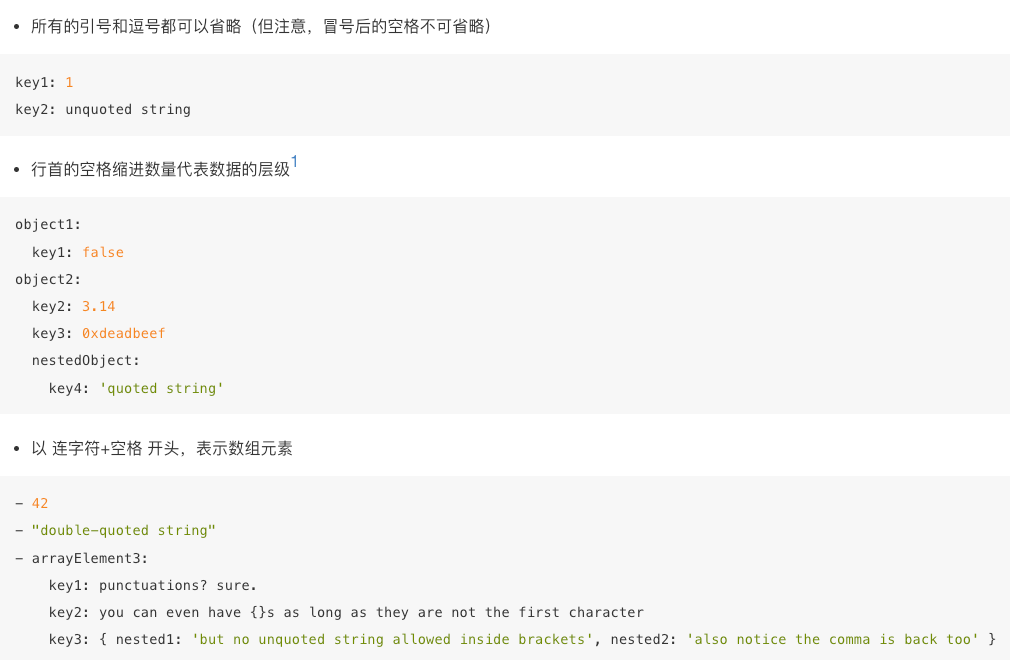 • 所有的引号和逗号都可以省略（但注意，冒号后的空格不可省略）
key1: 1
key2: unquoted string
• 行首的空格缩进数量代表数据的层级1
object1:
  key1: false
object2:
  key2: 3.14
  key3: 0xdeadbeef
  nestedObject:
    key4: 'quoted string'
• 以 连字符+空格 开头，表示数组元素
- 42
- "double-quoted string"
- arrayElement3:
    key1: punctuations? sure.
    key2: you can even have {}s as long as they are not the first character
    key3: { nested1: 'but no unquoted string allowed inside brackets', nested2: 'also notice the comma is back too' }